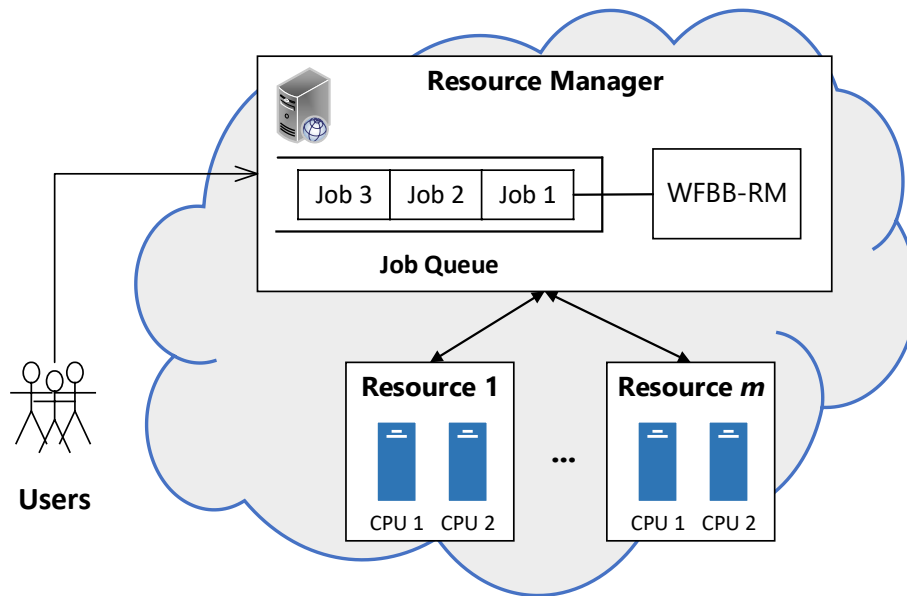 Resource Manager
Job 3 Job 2 Job 1
WFBB-RM
Job Queue
Users
Resource 1
CPU 1 CPU 2
...
Resource m
CPU 1 CPU 2